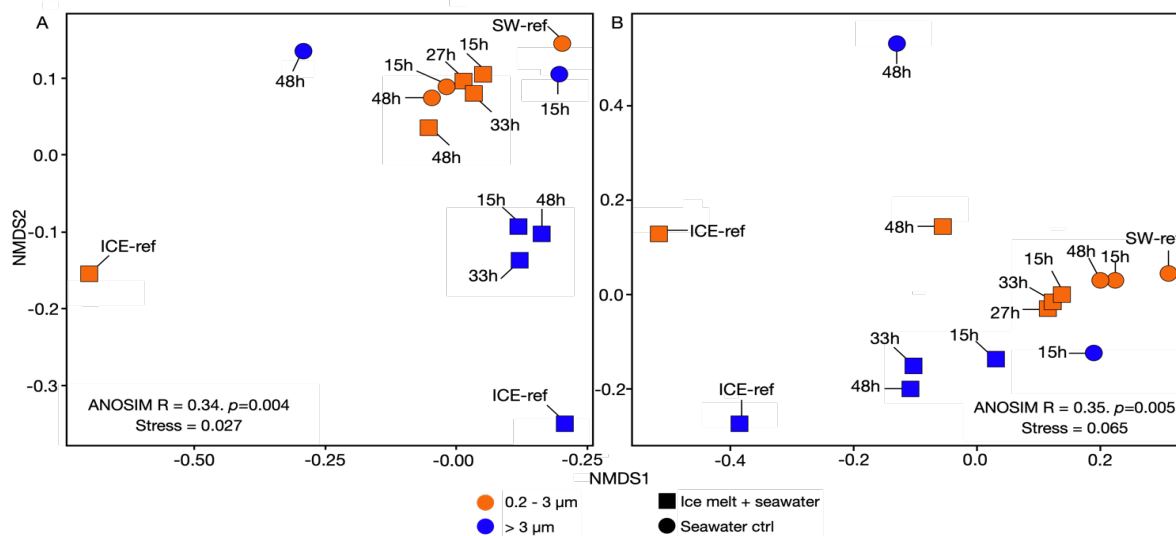 A
B
SW-ref
15h
27h
15h
48h
48h
33h
48h
15h
15h
48h
33h
ICE-ref
ICE-ref
ANOSIM R = 0.34. p=0.004
Stress = 0.027
0.1
0.0
-0.1
-0.2
-0.3
NMDS2
-0.50
-0.25
-0.00
-0.25
48h
ICE-ref
48h
SW-ref
48h
15h
15h
33h
27h
33h
15h
15h
48h
ICE-ref
ANOSIM R = 0.35. p=0.005
Stress = 0.065
0.4
0.2
0.0
-0.2
-0.4
-0.2
0.0
0.2
NMDS1
0.2 - 3 µm
> 3 µm
Ice melt + seawater
Seawater ctrl